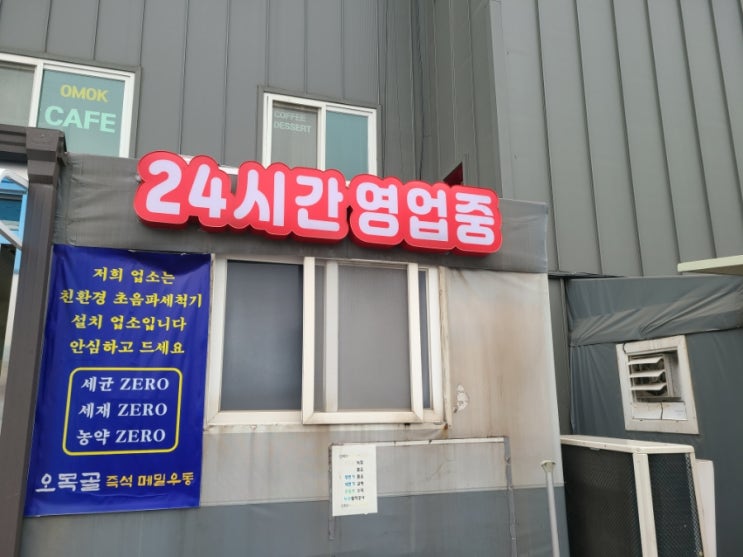 OMOK
CAFE
COFFEE
DESSERT
24시간영업중
저희 업소는
친환경 초음파세척기
설치 업소입니다
안심하고 드세요
세균 ZERO
세재 ZERO
농약 ZERO
오목골 즉석 메밀우동